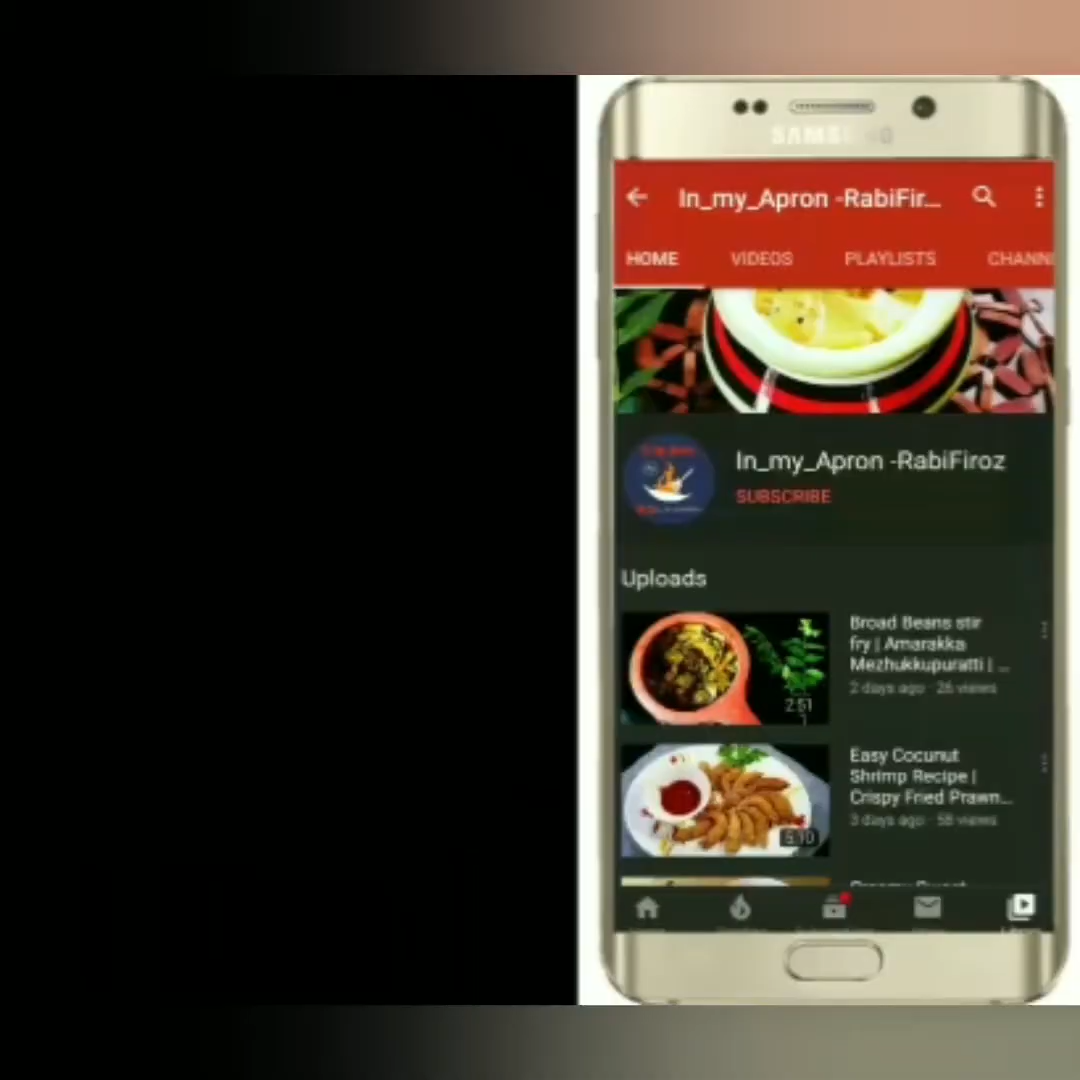 SAMSUNG
In_my_Apron -RabiFir...
HOME VIDEOS PLAYLISTS CHANN
In_my_Apron -RabiFiroz
SUBSCRIBE
Uploads
Broad Beans stir
fry | Amarakka
Mezhukkupuratti | ...
2 days ago · 26 views
2:51
Easy Cocunut
Shrimp Recipe |
Crispy Fried Prawn...
3 days ago · 58 views
5:10